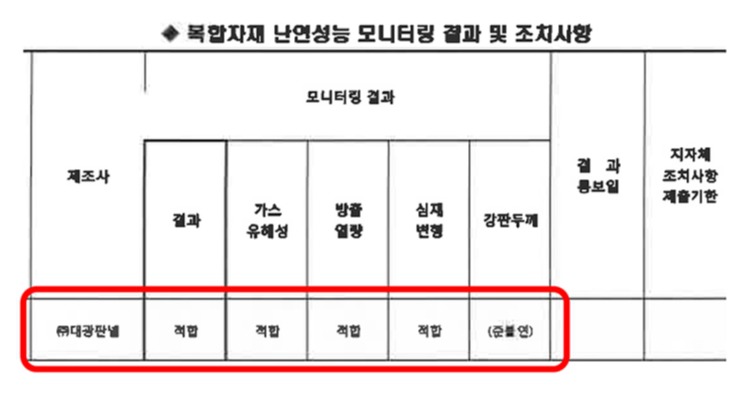 ◆ 복합자재 난연성능 모니터링 결과 및 조치사항
제조사
모니터링 결과
결과
가스
유해성
방출
열량
심재
변형
강판두께
결 과
통보일
지자체
조치사항
제출기한
㈜대광판넬
적합
적합
적합
적합
(준불연)